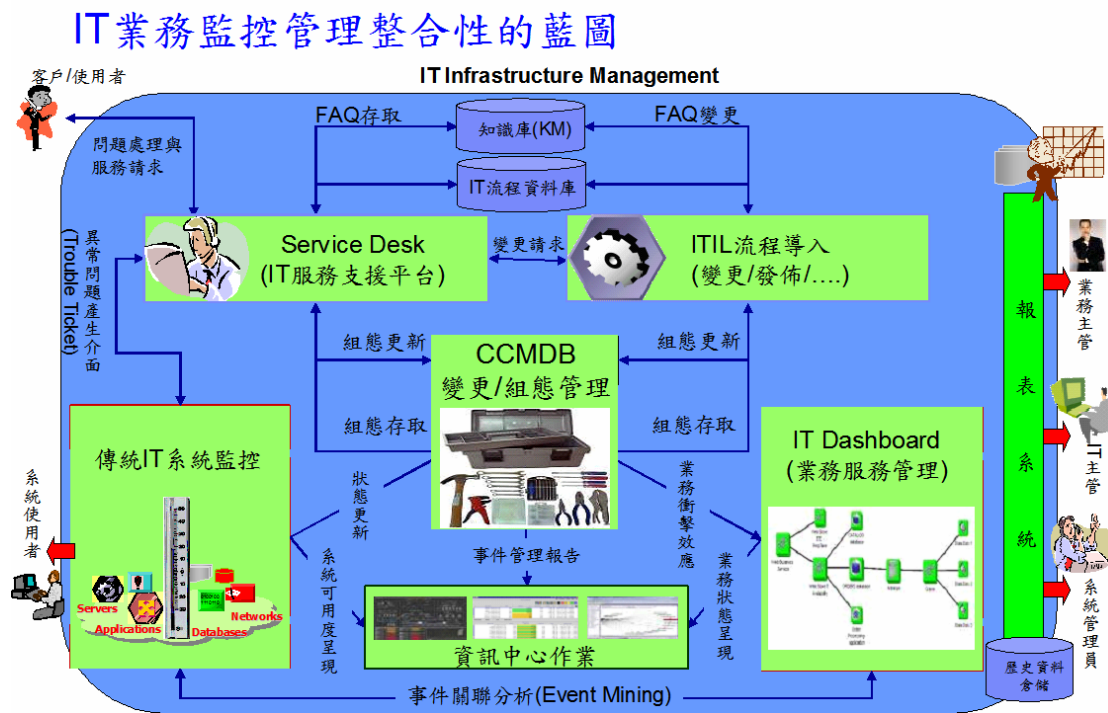 IT業務監控管理整合性的藍圖
客戶/使用者
IT Infrastructure Management
FAQ存取
知識庫(KM)
FAQ變更
問題處理與
服務請求
IT流程資料庫
Service Desk
(IT服務支援平台)
變更請求
ITIL流程導入
(變更/發佈/....)
異常問題產生介面
(Trouble Ticket)
業務主管
報表系統
組態更新
CCMDB
變更/組態管理
組態更新
組態存取
組態存取
傳統IT系統監控
IT Dashboard
(業務服務管理)
IT主管
狀態更新
業務衝擊效應
系統使用者
事件管理報告
系統可用度呈現
業務狀態呈現
Servers
Networks
Applications
Databases
資訊中心作業
系統管理員
歷史資料
倉儲
事件關聯分析(Event Mining)